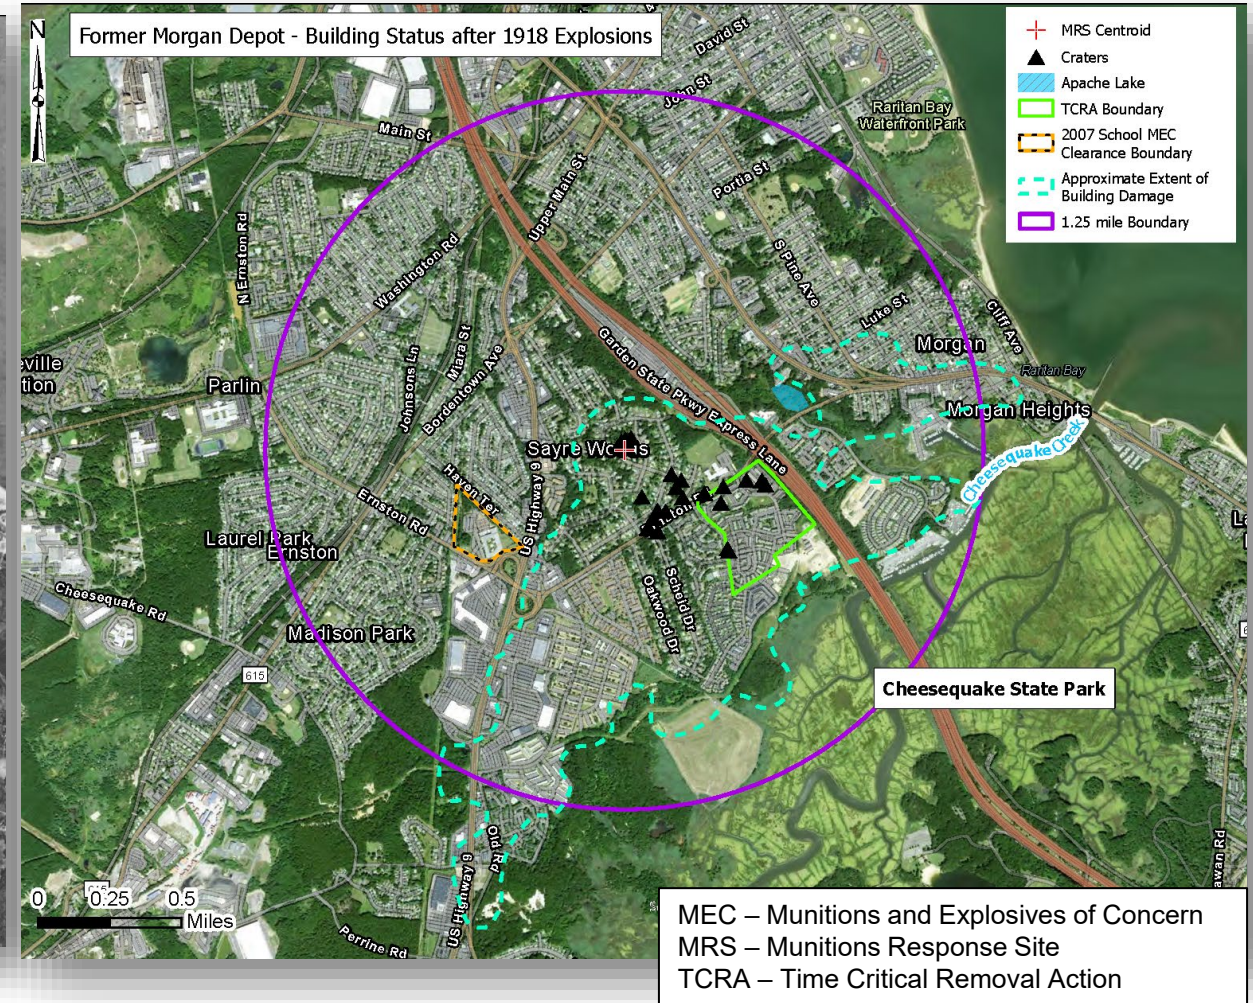 N
Former Morgan Depot - Building Status after 1918 Explosions
MRS Centroid
Craters
Apache Lake
TCRA Boundary
2007 School MEC
Clearance Boundary
Approximate Extent of
Building Damage
1.25 mile Boundary
David St
John St
Main St
Raritan Bay
Waterfront Park
Portia St
Upper Main St
N Ernston Rd
Washington Rd
S Pine Ave
Luke St
Cliff Ave
Morgan
Raritan Bay
Garden State Pkwy Express Lane
Miara St
Johnsons Ln
Bordentown Ave
Parlin
Morgan Heights
Cheesequake Creek
US Highway 9
Haven Ter
Ernston Rd
Laurel Park
Ernston
Scheid Dr
Oakwood Dr
Cheesequake Rd
Madison Park
615
Cheesequake State Park
Old Rd
US Highway 9
Perrine Rd
0 0.25 0.5
Miles
MEC – Munitions and Explosives of Concern
MRS – Munitions Response Site
TCRA – Time Critical Removal Action